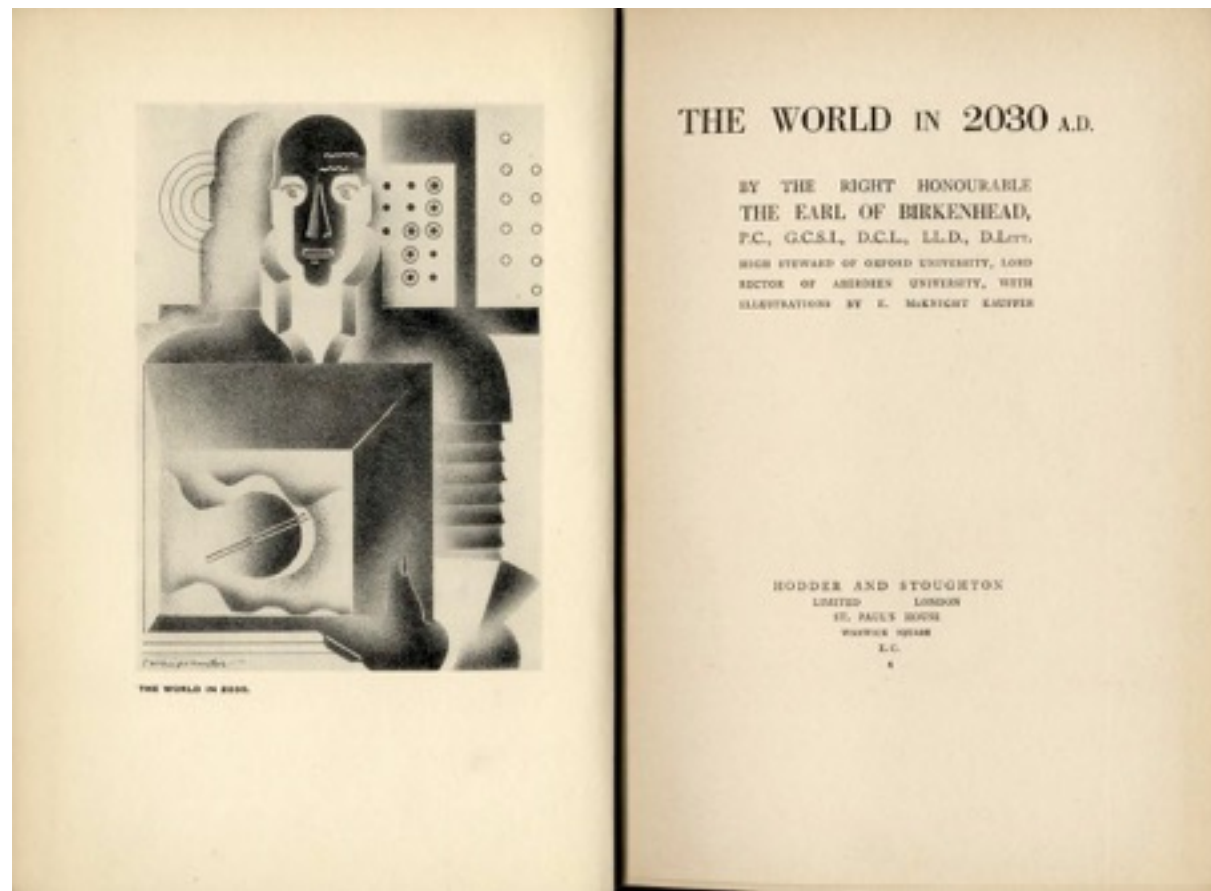 THE WORLD IN 2030.
THE WORLD IN 2030 A.D.
BY THE RIGHT HONOURABLE
THE EARL OF BIRKENHEAD,
P.C., G.C.S.I., D.C.L., LL.D., D.LITT.
HIGH STEWARD OF OXFORD UNIVERSITY, LORD
RECTOR OF ABERDEEN UNIVERSITY, WITH
ILLUSTRATIONS BY E. McKNIGHT KAUFFER
HODDER AND STOUGHTON
LIMITED LONDON
ST. PAUL'S HOUSE
WARWICK SQUARE
E.C.
4